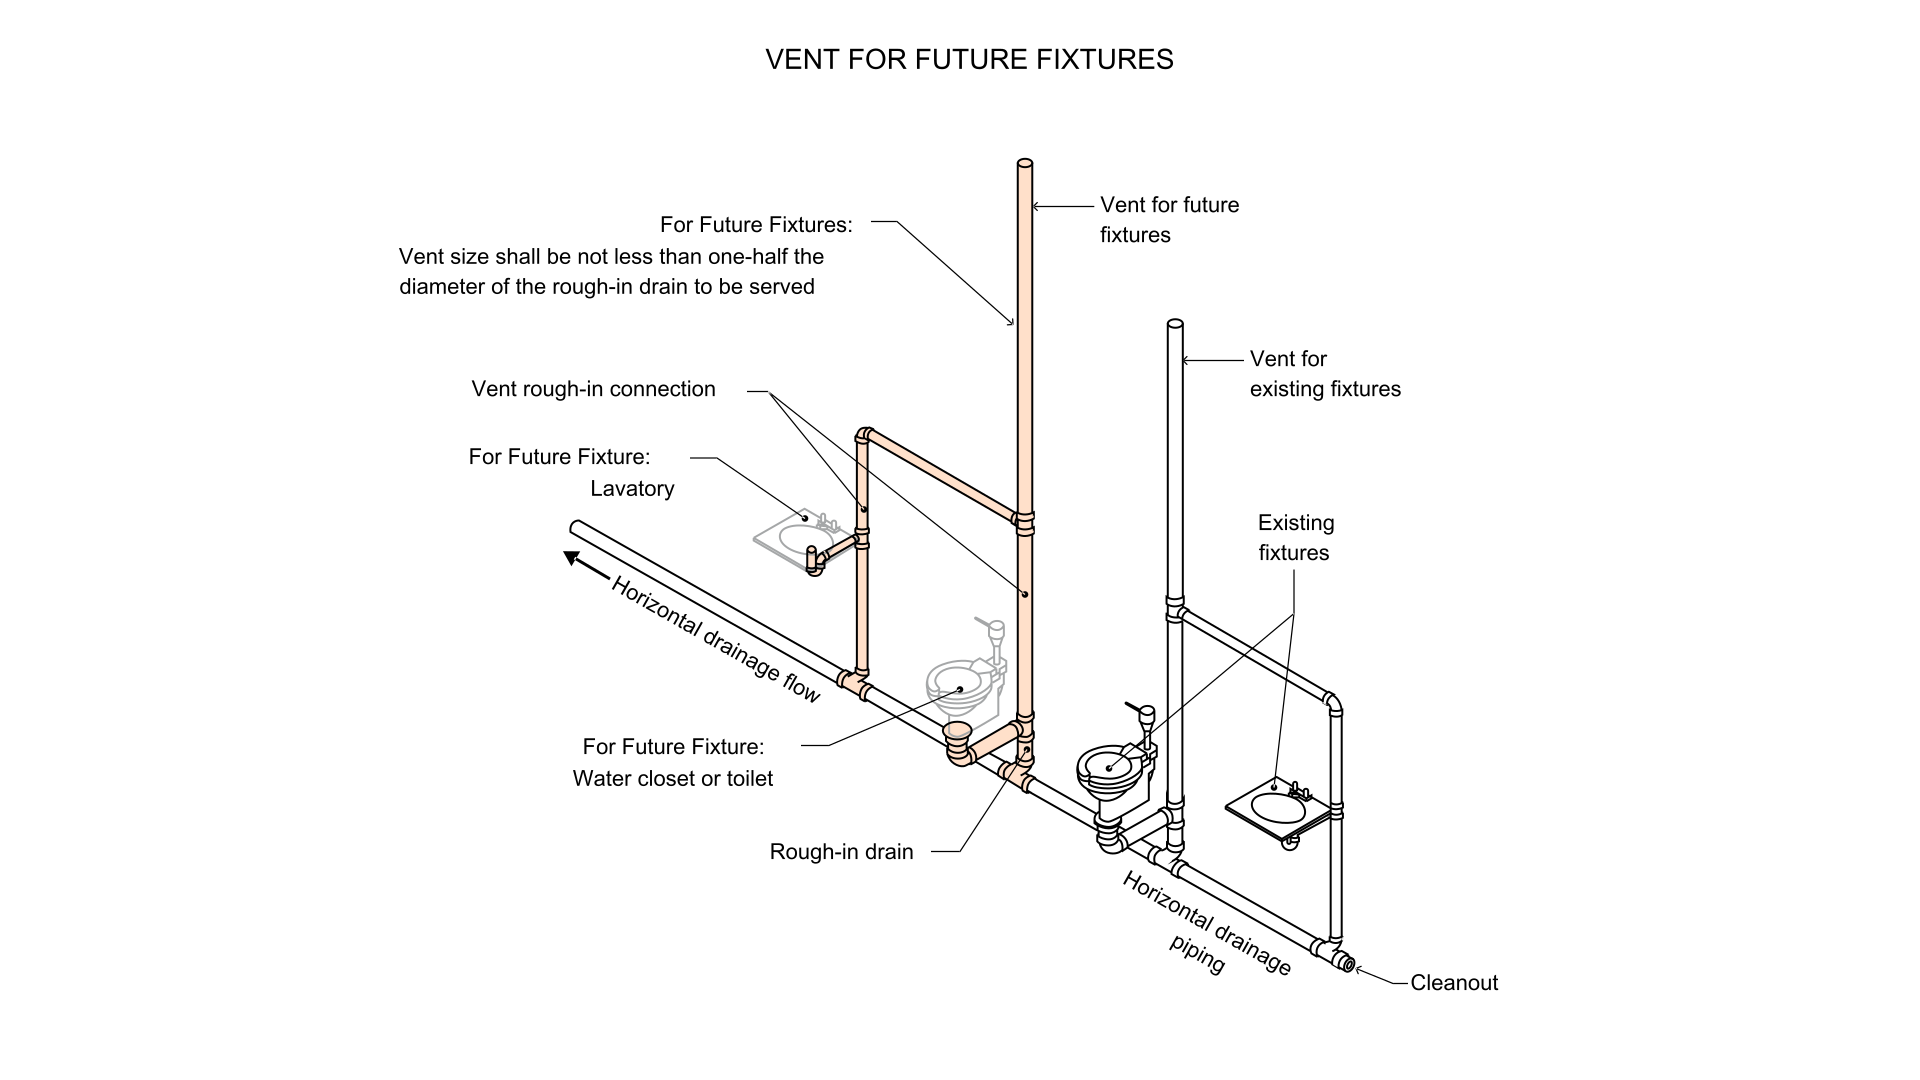 VENT FOR FUTURE FIXTURES
For Future Fixtures:
Vent size shall be not less than one-half the
diameter of the rough-in drain to be served
Vent for future
fixtures
Vent for
existing fixtures
Vent rough-in connection
For Future Fixture:
Lavatory
Existing
fixtures
Horizontal drainage flow
For Future Fixture:
Water closet or toilet
Rough-in drain
Horizontal drainage
piping
Cleanout